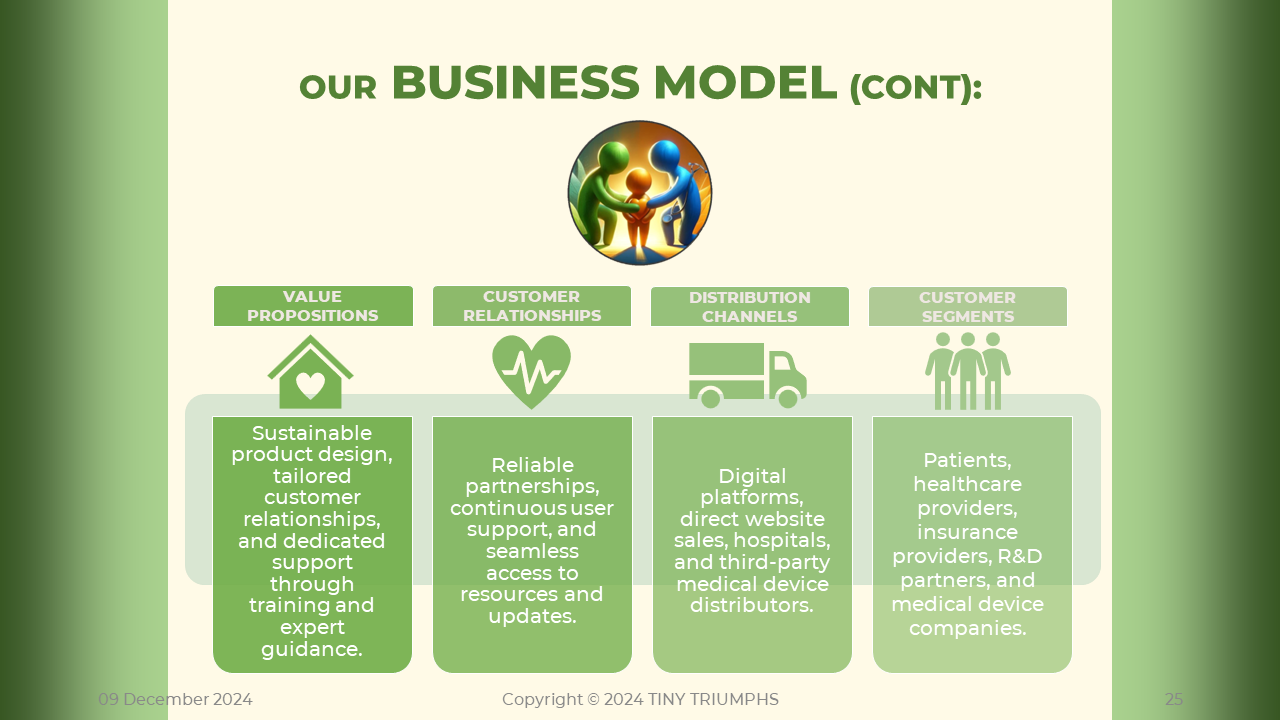 OUR BUSINESS MODEL (CONT):
VALUE
PROPOSITIONS
CUSTOMER
RELATIONSHIPS
DISTRIBUTION
CHANNELS
CUSTOMER
SEGMENTS
Sustainable
product design,
tailored
customer
relationships,
and dedicated
support
through
training and
expert
guidance.
Reliable
partnerships,
continuous user
support, and
seamless
access to
resources and
updates.
Digital
platforms,
direct website
sales, hospitals,
and third-party
medical device
distributors.
Patients,
healthcare
providers,
insurance
providers, R&D
partners, and
medical device
companies.
09 December 2024
Copyright © 2024 TINY TRIUMPHS
25